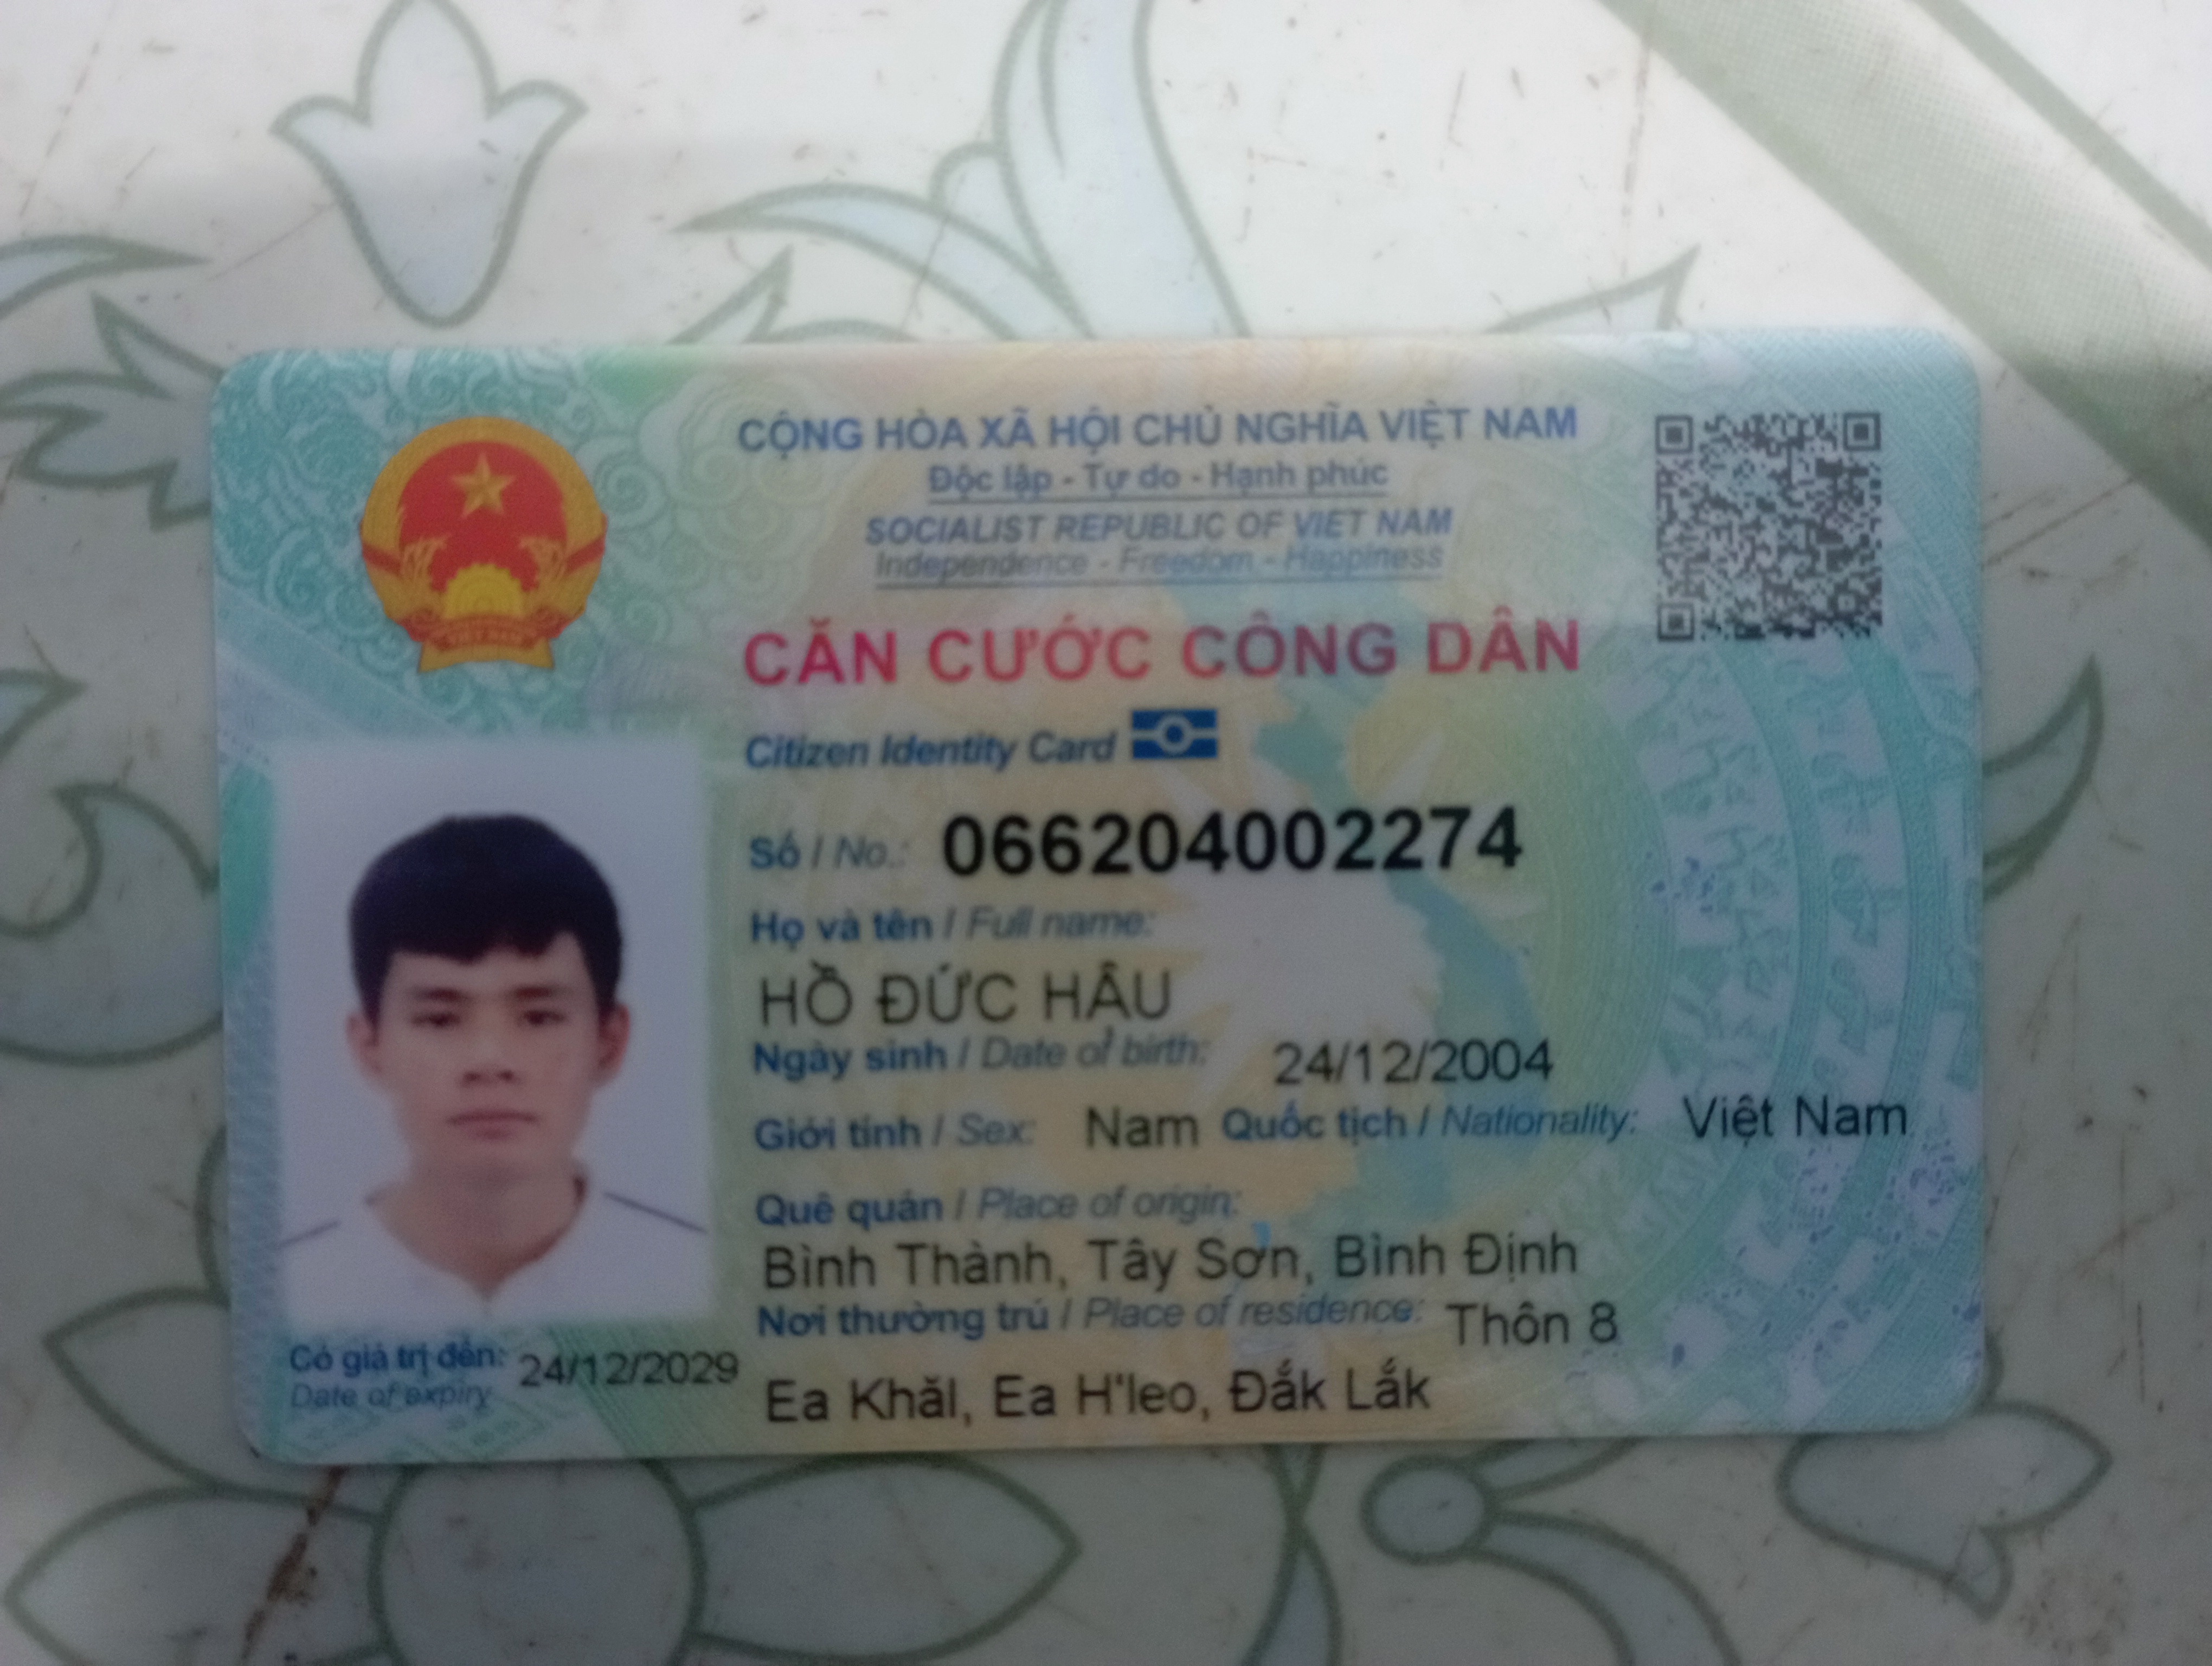 CỘNG HÒA XÃ HỘI CHỦ NGHĨA VIỆT NAM
Độc lập - Tự do - Hạnh phúc
SOCIALIST REPUBLIC OF VIET NAM
Independence - Freedom - Happiness
CĂN CƯỚC CÔNG DÂN
Citizen Identity Card
Số / No.: 066204002274
Họ và tên / Full name:
HỒ ĐỨC HẬU
Ngày sinh / Date of birth: 24/12/2004
Giới tính / Sex: Nam Quốc tịch / Nationality: Việt Nam
Quê quán / Place of origin:
Bình Thành, Tây Sơn, Bình Định
Nơi thường trú / Place of residence: Thôn 8
Ea Khăl, Ea H'leo, Đắk Lắk
Có giá trị đến: 24/12/2029
Date of expiry
VIỆT NAM